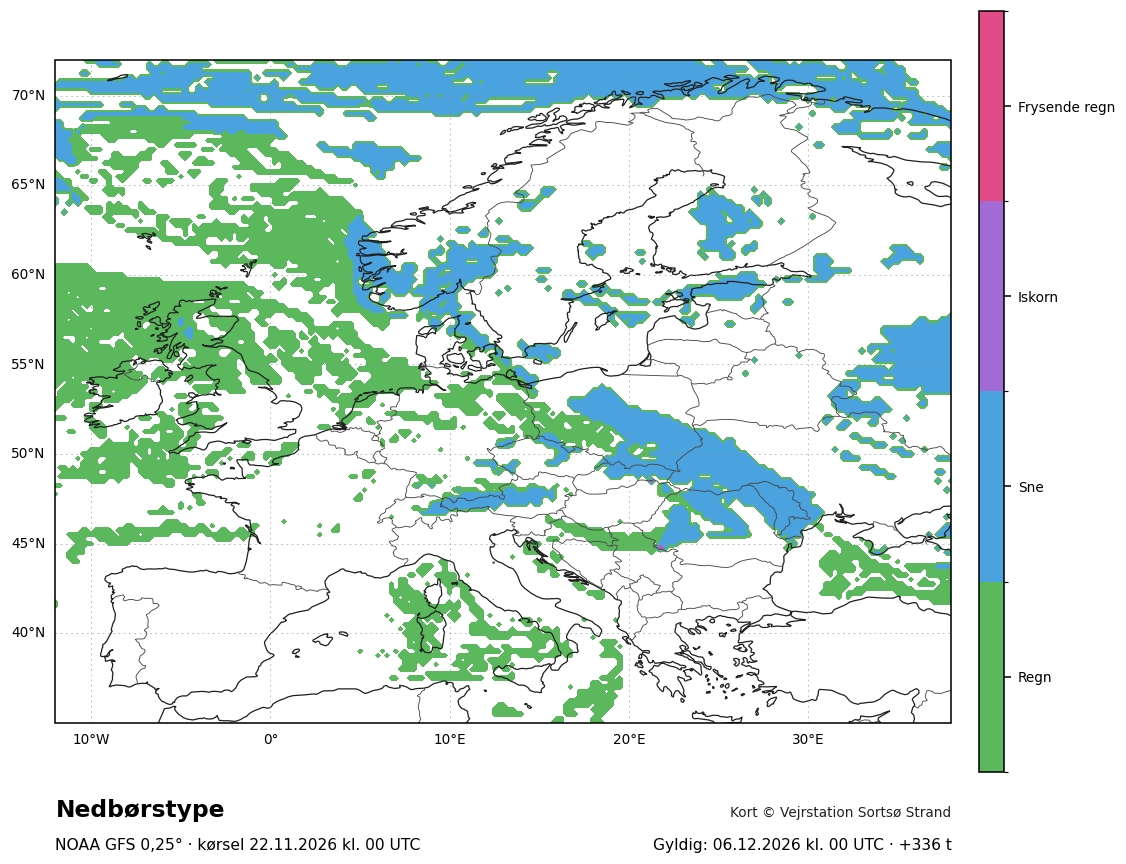 70°N
65°N
60°N
55°N
50°N
45°N
40°N
10°W
0°
10°E
20°E
30°E
Frysende regn
Iskorn
Sne
Regn
Nedbørstype
Kort © Vejrstation Sortsø Strand
NOAA GFS 0,25° · kørsel 22.11.2026 kl. 00 UTC
Gyldig: 06.12.2026 kl. 00 UTC · +336 t